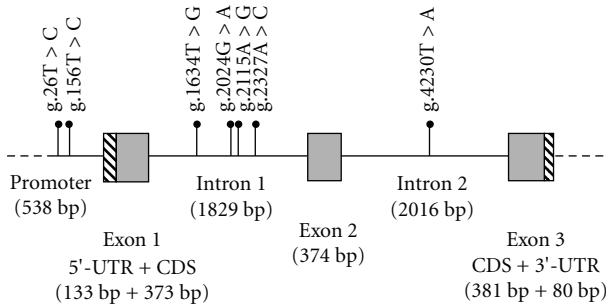 g.26T > C
g.156T > C
g.1634T > G
g.2024G > A
g.2115A > G
g.2327A > C
g.4230T > A
Promoter
(538 bp)
Intron 1
(1829 bp)
Intron 2
(2016 bp)
Exon 2
(374 bp)
Exon 1
5'-UTR + CDS
(133 bp + 373 bp)
Exon 3
CDS + 3'-UTR
(381 bp + 80 bp)